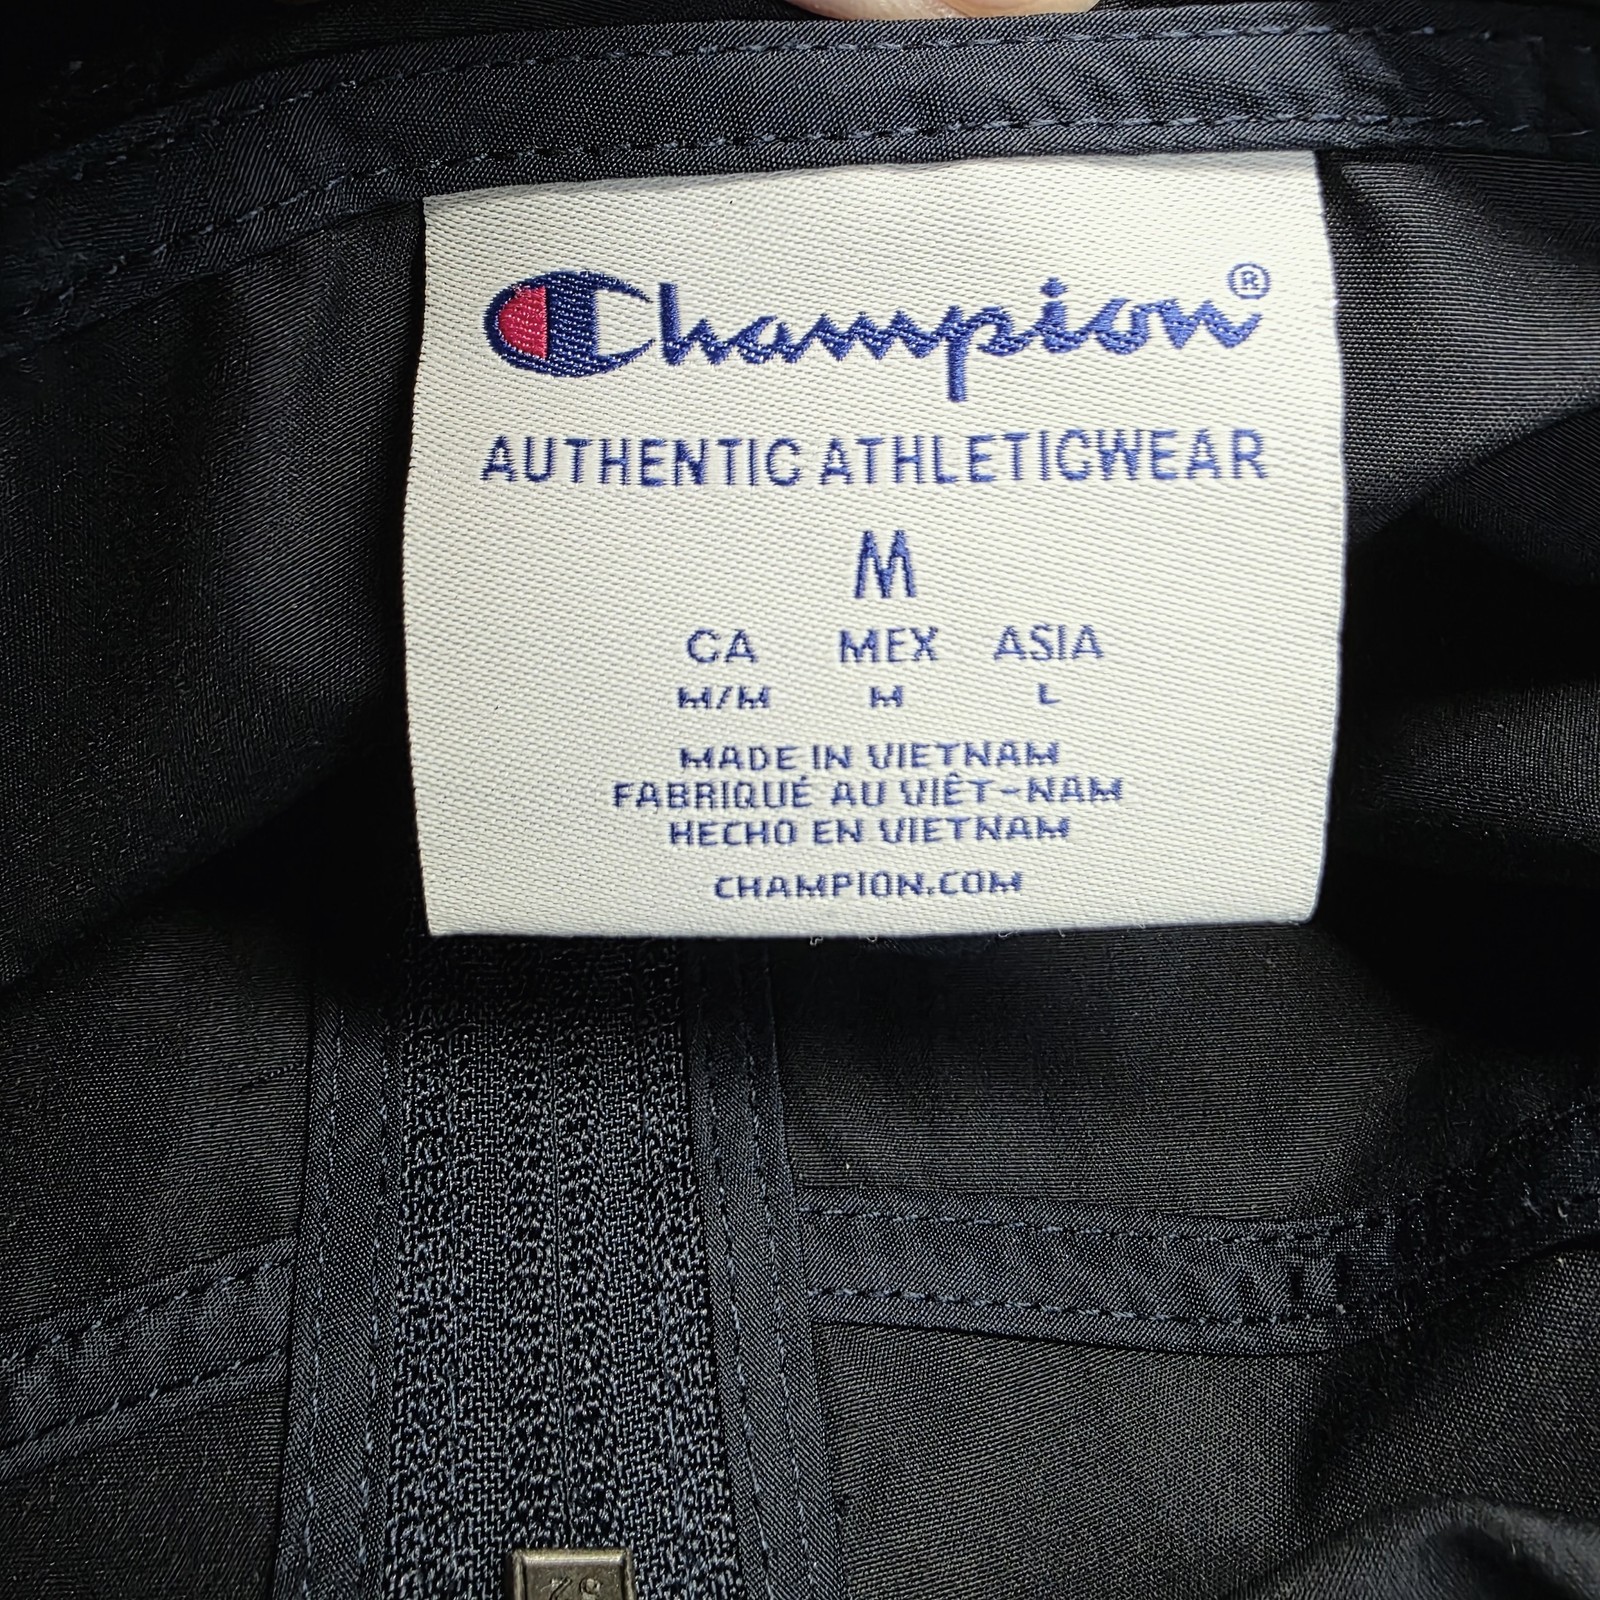 Champion®
AUTHENTIC ATHLETICWEAR
M
CA MEX ASIA
M/M M L
MADE IN VIETNAM
FABRIQUÉ AU VIÊT-NAM
HECHO EN VIETNAM
CHAMPION.COM